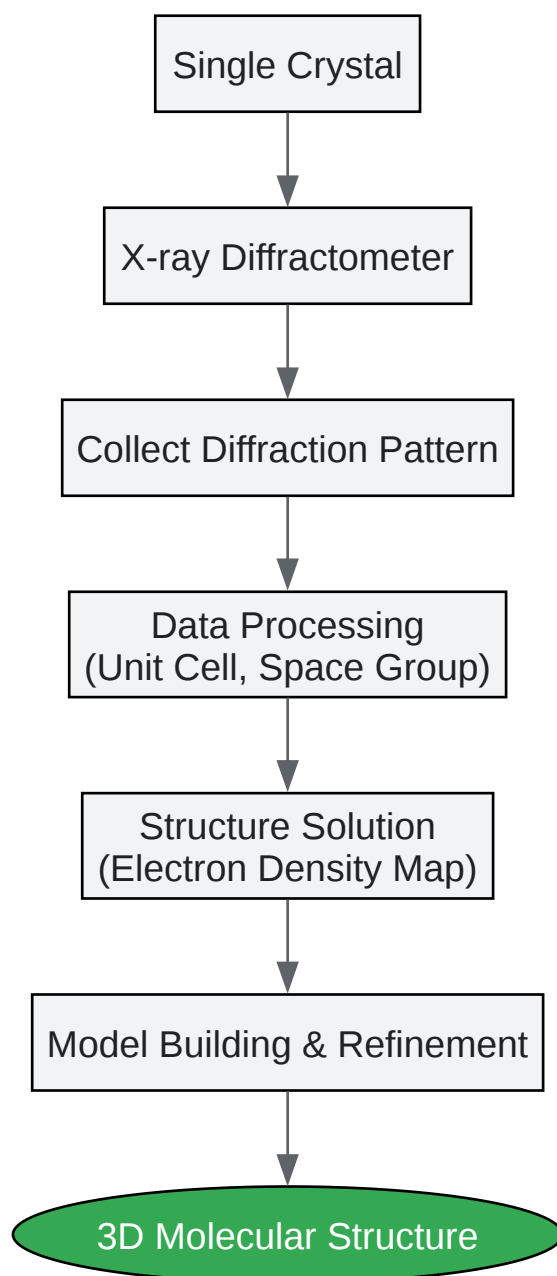 Single Crystal
X-ray Diffractometer
Collect Diffraction Pattern
Data Processing
(Unit Cell, Space Group)
Structure Solution
(Electron Density Map)
Model Building & Refinement
3D Molecular Structure